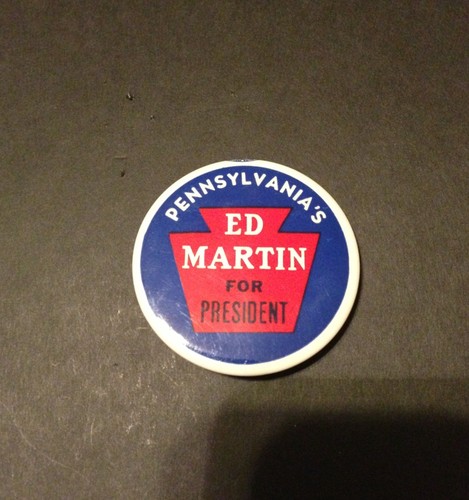 PENNSYLVANIA'S
ED
MARTIN
FOR
PRESIDENT